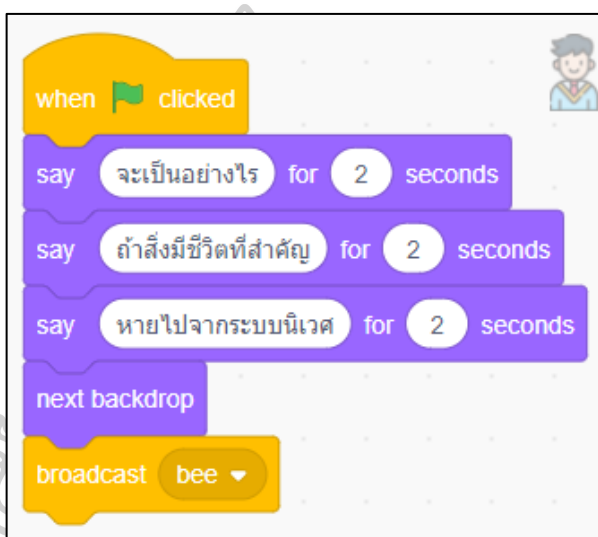 when clicked
say จะเป็นอย่างไร for 2 seconds
say ถ้าสิ่งมีชีวิตที่สำคัญ for 2 seconds
say หายไปจากระบบนิเวศ for 2 seconds
next backdrop
broadcast bee